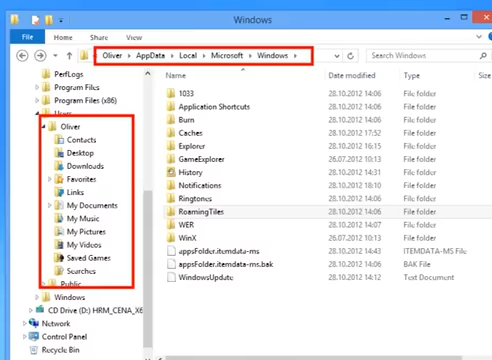 Windows
File Home Share View
Oliver AppData Local Microsoft Windows
Search Windows
Name Date modified Type Size
PerfLogs
Program Files
Program Files (x86)
Users
Oliver
Contacts
Desktop
Downloads
Favorites
Links
My Documents
My Music
My Pictures
My Videos
Saved Games
Searches
Public
Windows
CD Drive (D:) HRM_CENA_X6
Network
Control Panel
Recycle Bin
1033 28.10.2012 14:06 File folder
Application Shortcuts 28.10.2012 14:06 File folder
Burn 28.10.2012 14:06 File folder
Caches 28.10.2012 17:52 File folder
Explorer 28.10.2012 16:15 File folder
GameExplorer 26.07.2012 10:13 File folder
History 28.10.2012 14:06 File folder
Notifications 28.10.2012 18:10 File folder
Ringtones 28.10.2012 14:06 File folder
RoamingTiles 28.10.2012 14:06 File folder
WER 28.10.2012 14:07 File folder
WinX 26.07.2012 10:13 File folder
appsFolder.itemdata-ms 28.10.2012 14:43 ITEMDATA-MS File
appsFolder.itemdata-ms.bak 28.10.2012 14:06 BAK File
WindowsUpdate 28.10.2012 14:06 Text Document